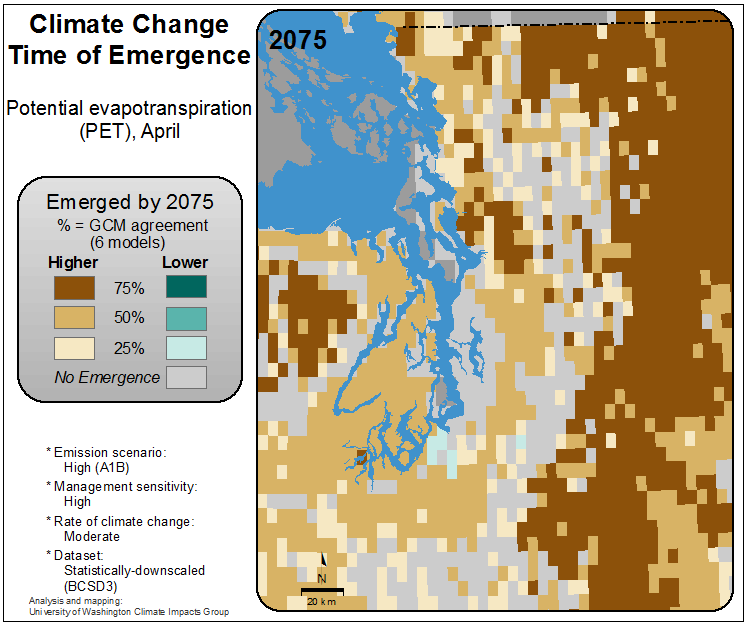 Climate Change
Time of Emergence
Potential evapotranspiration
(PET), April
Emerged by 2075
% = GCM agreement
(6 models)
Higher Lower
75%
50%
25%
No Emergence
* Emission scenario:
High (A1B)
* Management sensitivity:
High
* Rate of climate change:
Moderate
* Dataset:
Statistically-downscaled
(BCSD3)
Analysis and mapping:
University of Washington Climate Impacts Group
2075
N
20 km